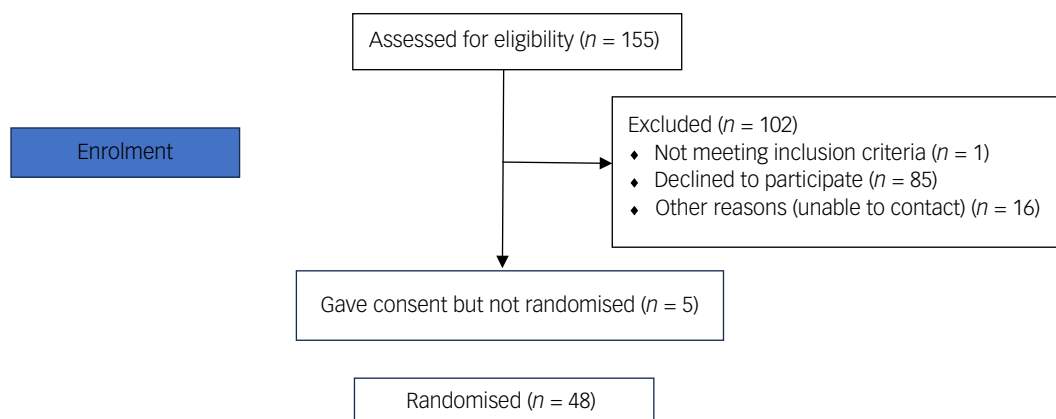 Assessed for eligibility (n = 155)
Enrolment
Excluded (n = 102)
♦ Not meeting inclusion criteria (n = 1)
♦ Declined to participate (n = 85)
♦ Other reasons (unable to contact) (n = 16)
Gave consent but not randomised (n = 5)
Randomised (n = 48)